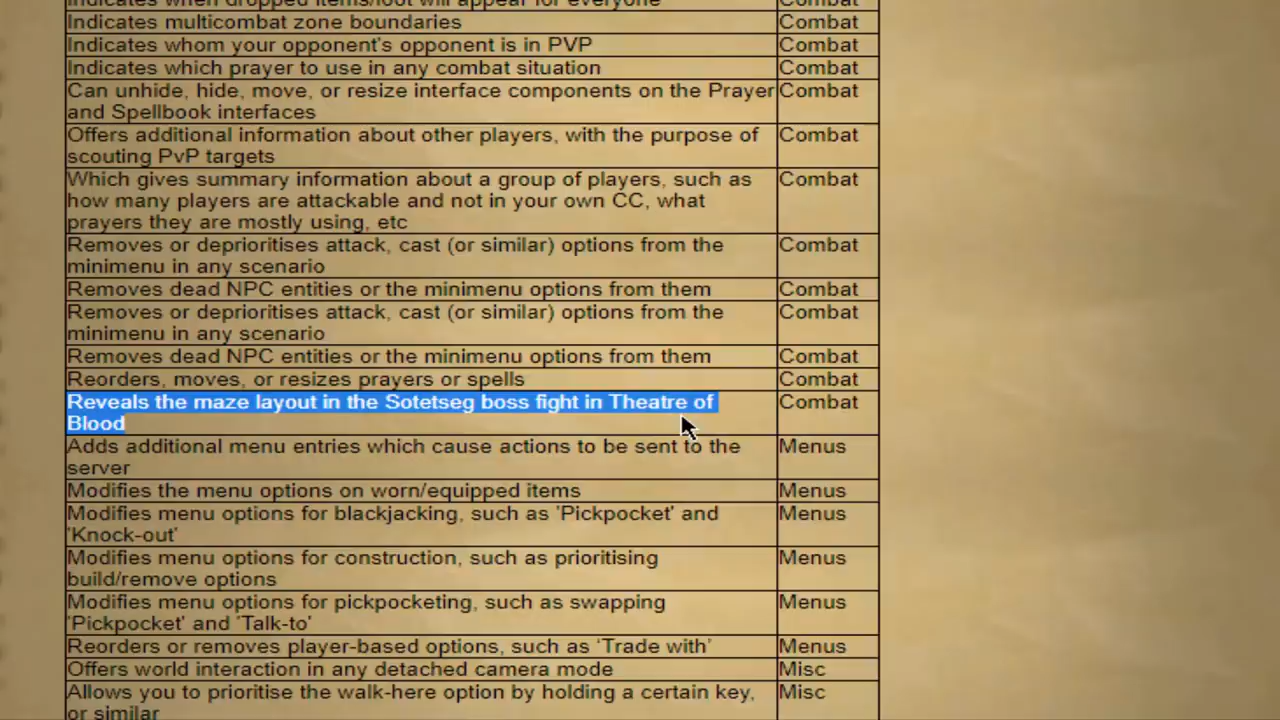 Indicates when dropped items/loot will appear for everyone Combat
Indicates multicombat zone boundaries Combat
Indicates whom your opponent's opponent is in PVP Combat
Indicates which prayer to use in any combat situation Combat
Can unhide, hide, move, or resize interface components on the Prayer Combat
and Spellbook interfaces
Offers additional information about other players, with the purpose of Combat
scouting PvP targets
Which gives summary information about a group of players, such as Combat
how many players are attackable and not in your own CC, what
prayers they are mostly using, etc
Removes or deprioritises attack, cast (or similar) options from the Combat
minimenu in any scenario
Removes dead NPC entities or the minimenu options from them Combat
Removes or deprioritises attack, cast (or similar) options from the Combat
minimenu in any scenario
Removes dead NPC entities or the minimenu options from them Combat
Reorders, moves, or resizes prayers or spells Combat
Reveals the maze layout in the Sotetseg boss fight in Theatre of Combat
Blood
Adds additional menu entries which cause actions to be sent to the Menus
server
Modifies the menu options on worn/equipped items Menus
Modifies menu options for blackjacking, such as 'Pickpocket' and Menus
'Knock-out'
Modifies menu options for construction, such as prioritising Menus
build/remove options
Modifies menu options for pickpocketing, such as swapping Menus
'Pickpocket' and 'Talk-to'
Reorders or removes player-based options, such as ‘Trade with’ Menus
Offers world interaction in any detached camera mode Misc
Allows you to prioritise the walk-here option by holding a certain key, Misc
or similar